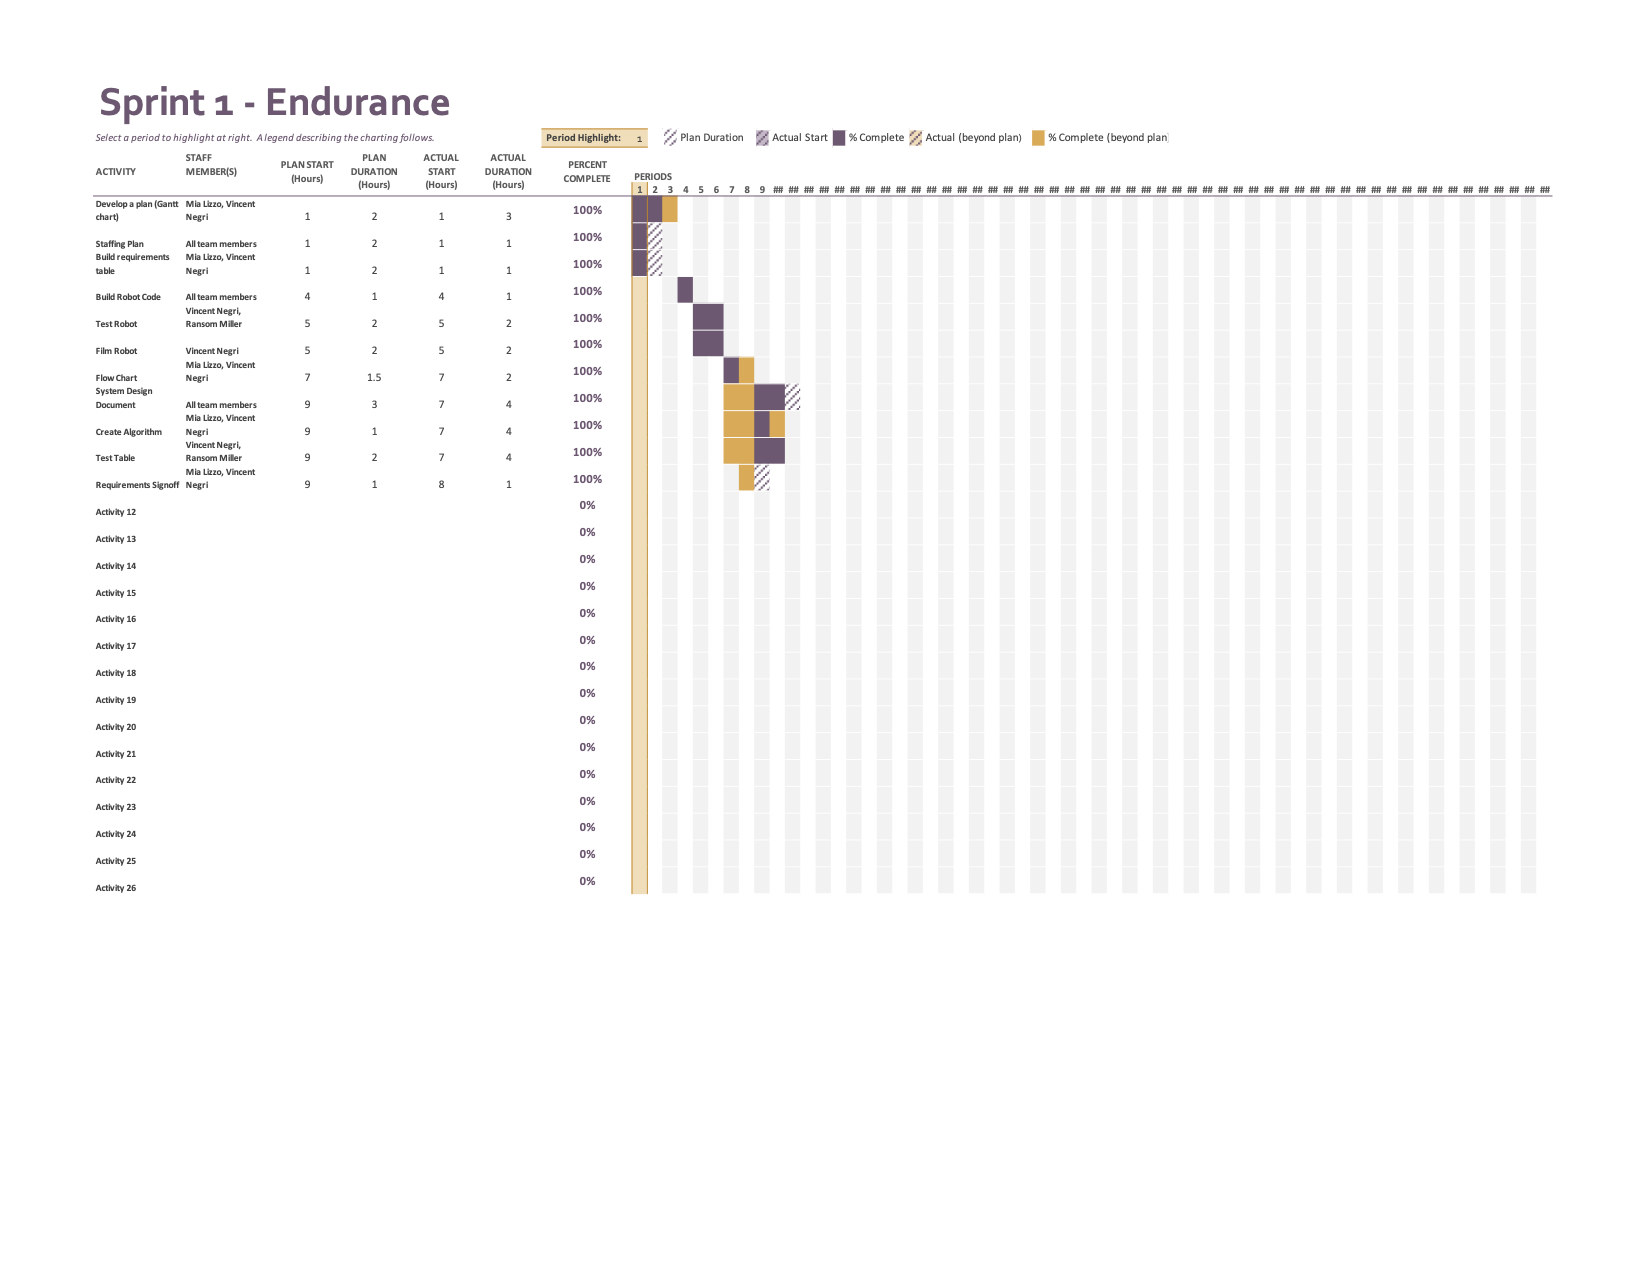 Sprint 1 - Endurance
Select a period to highlight at right.  A legend describing the charting follows.
Period Highlight: 1
Plan Duration
Actual Start
% Complete
Actual (beyond plan)
% Complete (beyond plan)
ACTIVITY
STAFF
MEMBER(S)
PLAN START
(Hours)
PLAN
DURATION
(Hours)
ACTUAL
START
(Hours)
ACTUAL
DURATION
(Hours)
PERCENT
COMPLETE
PERIODS
1 2 3 4 5 6 7 8 9 ## ## ## ## ## ## ## ## ## ## ## ## ## ## ## ## ## ## ## ## ## ## ## ## ## ## ## ## ## ## ## ## ## ## ## ## ## ## ## ## ## ## ## ## ## ## ## ## ## ## ##
Develop a plan (Gantt
chart)
Mia Lizzo, Vincent
Negri
1 2 1 3 100%
Staffing Plan All team members 1 2 1 1 100%
Build requirements
table
Mia Lizzo, Vincent
Negri
1 2 1 1 100%
Build Robot Code All team members 4 1 4 1 100%
Test Robot
Vincent Negri,
Ransom Miller
5 2 5 2 100%
Film Robot Vincent Negri 5 2 5 2 100%
Flow Chart
Mia Lizzo, Vincent
Negri
7 1.5 7 2 100%
System Design
Document
All team members 9 3 7 4 100%
Create Algorithm
Mia Lizzo, Vincent
Negri
9 1 7 4 100%
Test Table
Vincent Negri,
Ransom Miller
9 2 7 4 100%
Requirements Signoff
Mia Lizzo, Vincent
Negri
9 1 8 1 100%
Activity 12 0%
Activity 13 0%
Activity 14 0%
Activity 15 0%
Activity 16 0%
Activity 17 0%
Activity 18 0%
Activity 19 0%
Activity 20 0%
Activity 21 0%
Activity 22 0%
Activity 23 0%
Activity 24 0%
Activity 25 0%
Activity 26 0%